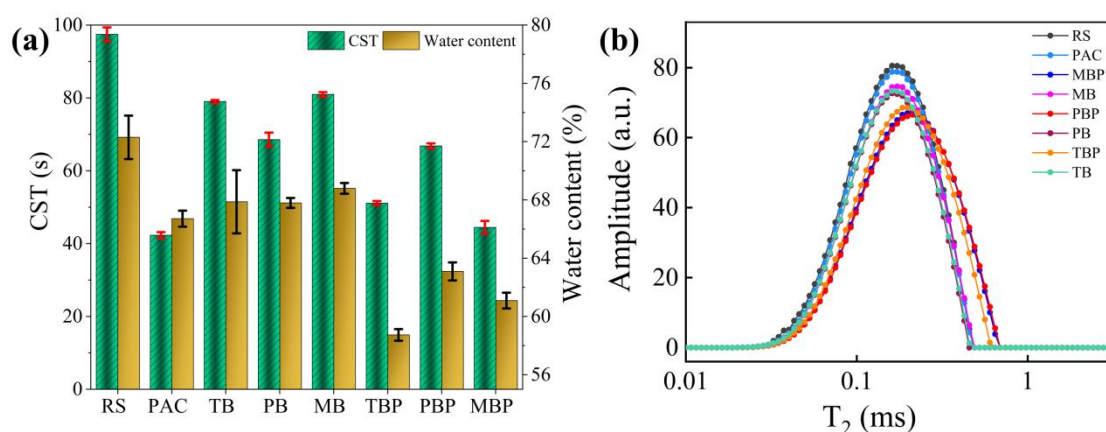 (a)
CST
Water content
CST (s)
100
80
60
40
20
0
Water content (%)
80
76
72
68
64
60
56
RS PAC TB PB MB TBP PBP MBP
(b)
RS
PAC
MBP
MB
PBP
PB
TBP
TB
Amplitude (a.u.)
80
60
40
20
0
0.01 0.1 1
T₂ (ms)